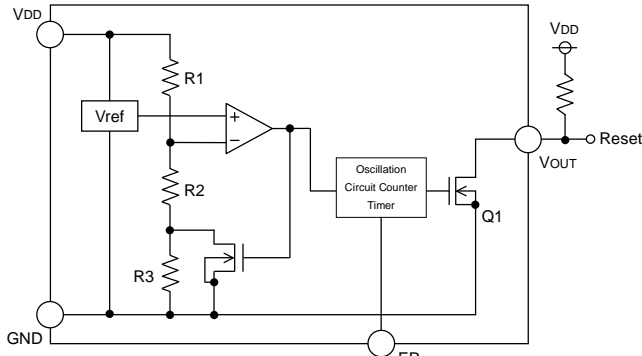 VDD
VDD
R1
Vref
+
−
Reset
VOUT
Oscillation
Circuit Counter
Timer
R2
Q1
R3
GND